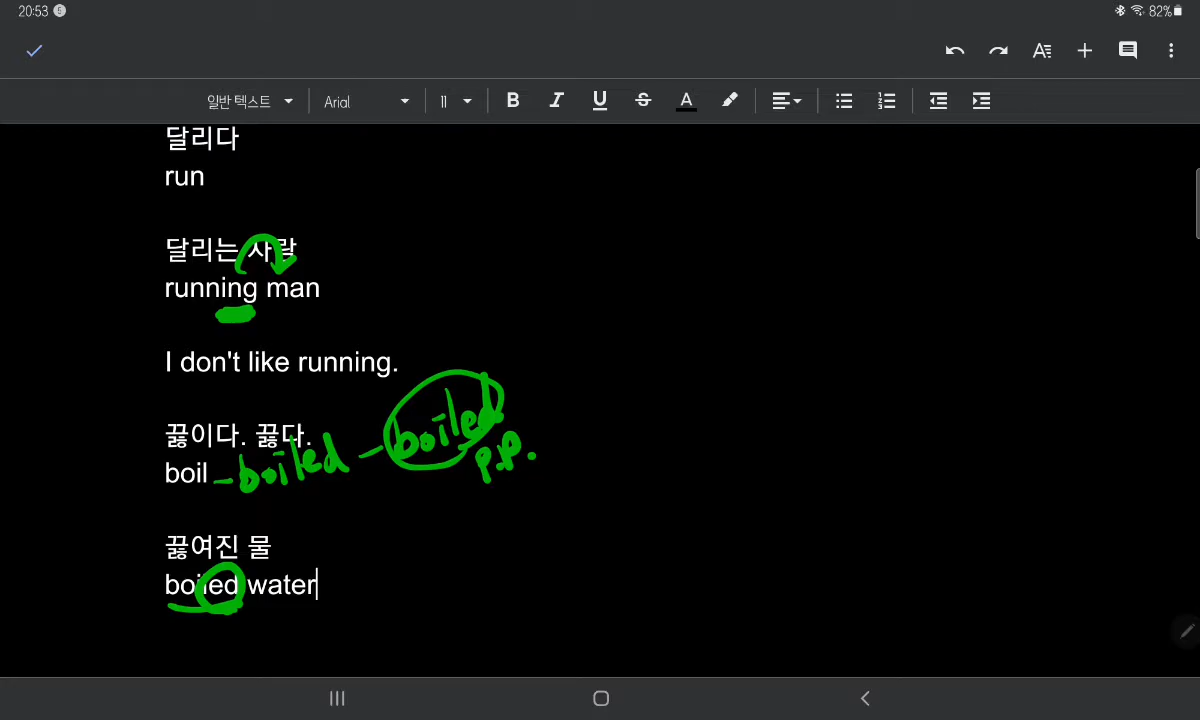 20:53 5 82%
일반 텍스트 Arial 11 B I U S A
달리다
run
달리는 사람
running man
I don't like running.
끓이다. 끓다.
boil - boiled - boiled
p.p.
끓여진 물
boiled water